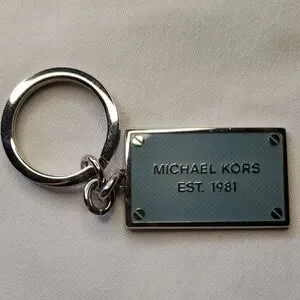 MICHAEL KORS
EST. 1981